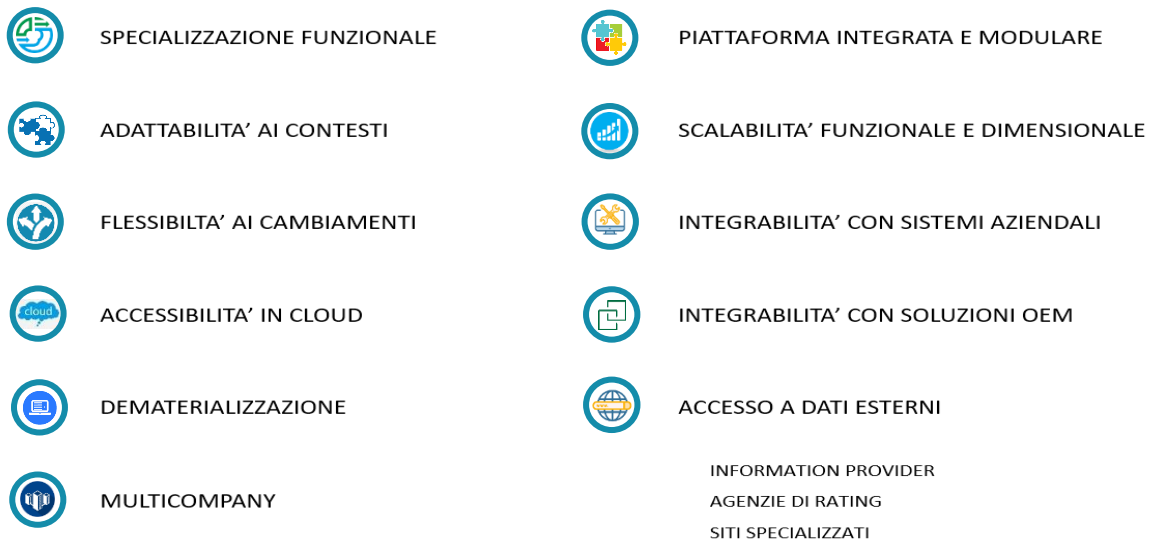 SPECIALIZZAZIONE FUNZIONALE
ADATTABILITA’ AI CONTESTI
FLESSIBILTA’ AI CAMBIAMENTI
cloud
ACCESSIBILITA’ IN CLOUD
DEMATERIALIZZAZIONE
MULTICOMPANY
PIATTAFORMA INTEGRATA E MODULARE
SCALABILITA’ FUNZIONALE E DIMENSIONALE
INTEGRABILITA’ CON SISTEMI AZIENDALI
INTEGRABILITA’ CON SOLUZIONI OEM
ACCESSO A DATI ESTERNI
INFORMATION PROVIDER
AGENZIE DI RATING
SITI SPECIALIZZATI